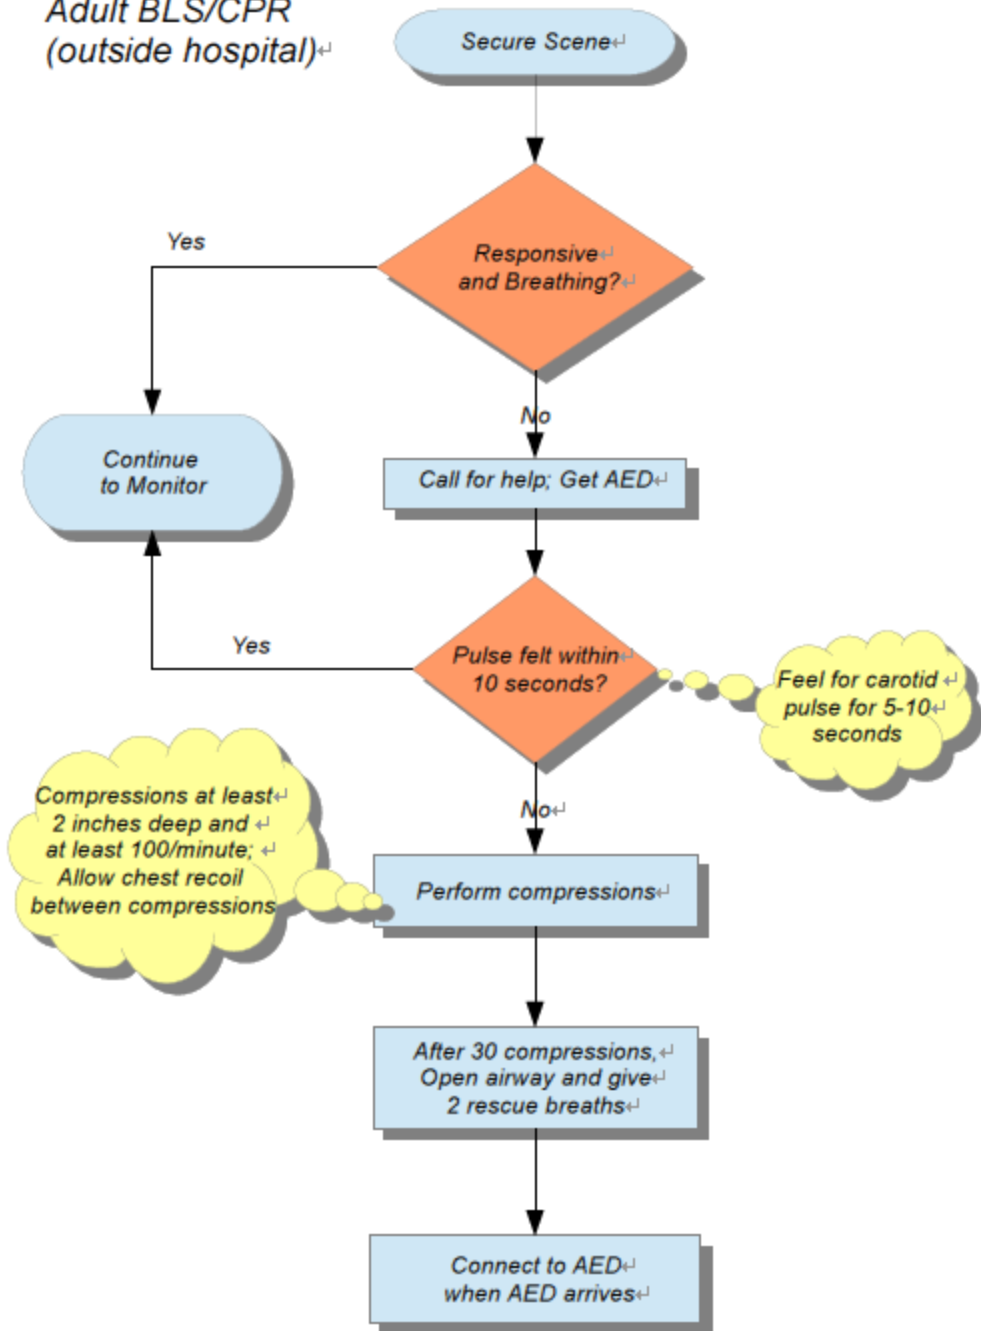 Adult BLS/CPR
(outside hospital)
Secure Scene
Responsive
and Breathing?
Yes
No
Continue
to Monitor
Call for help; Get AED
Pulse felt within
10 seconds?
Yes
Feel for carotid
pulse for 5-10
seconds
No
Compressions at least
2 inches deep and
at least 100/minute;
Allow chest recoil
between compressions
Perform compressions
After 30 compressions,
Open airway and give
2 rescue breaths
Connect to AED
when AED arrives